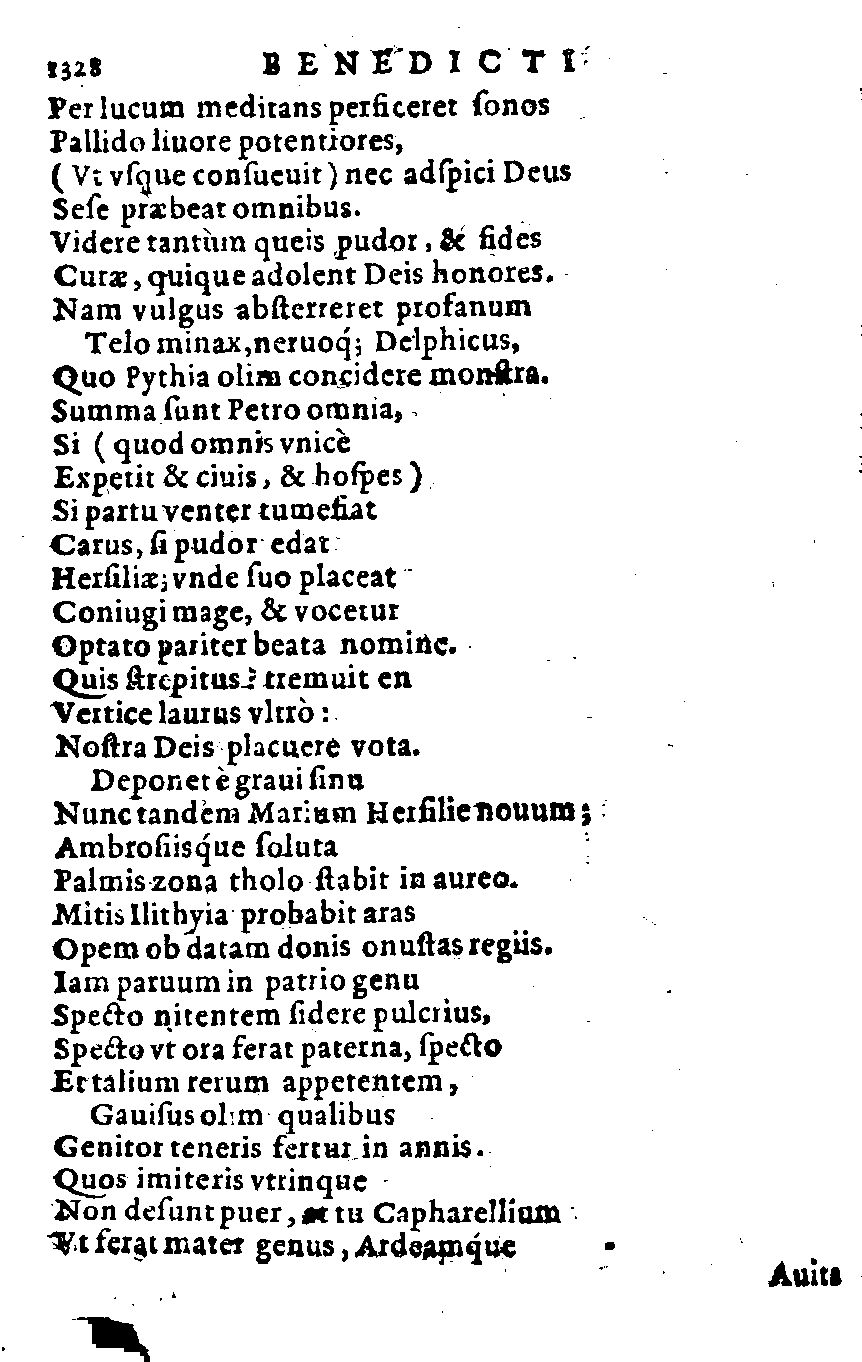 1328 BENEDICTI
Per lucum meditans perficeret ſonos
Pallido liuore potentiores,
( Vt vſque conſueuit ) nec adſpici Deus
Seſe præbeat omnibus.
Videre tantùm queis pudor, & fides
Curæ, quique adolent Deis honores.
Nam vulgus abſterreret profanum
Telo minax, neruoq́; Delphicus,
Quo Pythia olim concidere monſtra.
Summa ſunt Petro omnia,
Si ( quod omnis vnicè
Expetit & ciuis, & hoſpes )
Si partu venter tumefiat
Carus, ſi pudor edat
Herſiliæ; vnde ſuo placeat
Coniugi mage, & vocetur
Optato pariter beata nomine.
Quis ſtrepitus? tremuit en
Vertice laurus vltrò :
Noſtra Deis placuere vota.
Deponet è graui ſinu
Nunc tandem Marium Herſilie nouum;
Ambroſiisq́ue ſoluta
Palmis zona tholo ſtabit in aureo.
Mitis Ilithyia probabit aras
Opem ob datam donis onuſtas regiis.
Iam paruum in patrio genu
Specto nitentem ſidere pulcrius,
Specto vt ora ferat paterna, ſpecto
Et talium rerum appetentem,
Gauiſus olim qualibus
Genitor teneris fertur in annis.
Quos imiteris vtrinque
Non deſunt puer, et tu Capharellium
Vt ferat mater genus, Ardeamq́ue
Auita